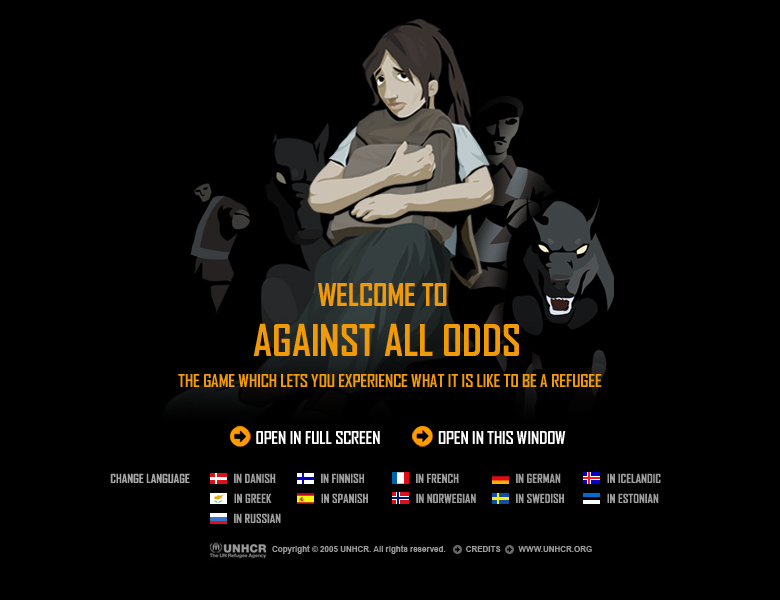 WELCOME TO
AGAINST ALL ODDS
THE GAME WHICH LETS YOU EXPERIENCE WHAT IT IS LIKE TO BE A REFUGEE
OPEN IN FULL SCREEN OPEN IN THIS WINDOW
CHANGE LANGUAGE IN DANISH IN FINNISH IN FRENCH IN GERMAN IN ICELANDIC
IN GREEK IN SPANISH IN NORWEGIAN IN SWEDISH IN ESTONIAN
IN RUSSIAN
UNHCR Copyright © 2005 UNHCR. All rights reserved. CREDITS WWW.UNHCR.ORG
The UN Refugee Agency